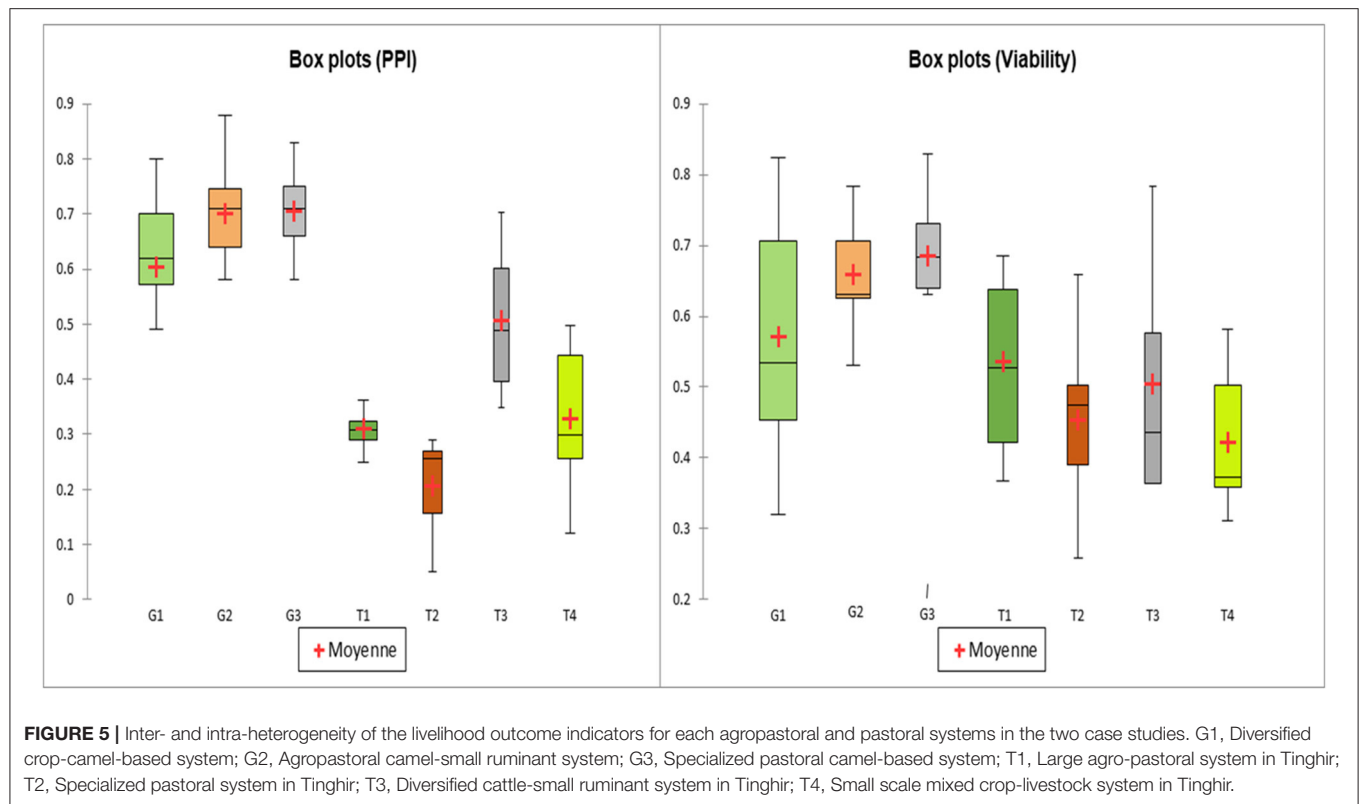 Box plots (PPI)
0.9
0.8
0.7
0.6
0.5
0.4
0.3
0.2
0.1
0
G1 G2 G3 T1 T2 T3 T4
+ Moyenne
Box plots (Viability)
0.9
0.8
0.7
0.6
0.5
0.4
0.3
0.2
G1 G2 G3 T1 T2 T3 T4
+ Moyenne
FIGURE 5 | Inter- and intra-heterogeneity of the livelihood outcome indicators for each agropastoral and pastoral systems in the two case studies. G1, Diversified
crop-camel-based system; G2, Agropastoral camel-small ruminant system; G3, Specialized pastoral camel-based system; T1, Large agro-pastoral system in Tinghir;
T2, Specialized pastoral system in Tinghir; T3, Diversified cattle-small ruminant system in Tinghir; T4, Small scale mixed crop-livestock system in Tinghir.